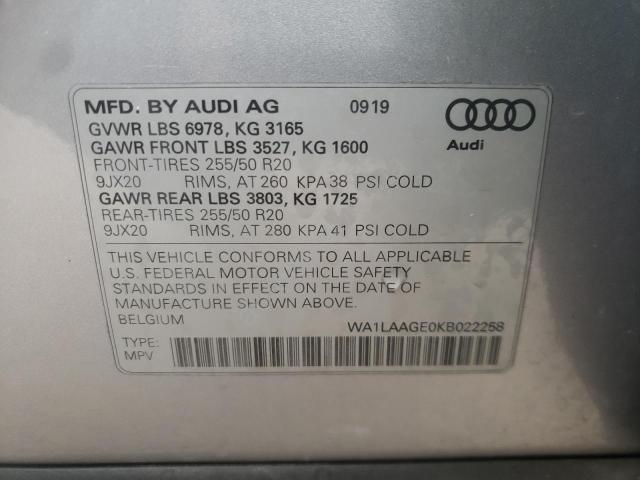 MFD. BY AUDI AG 0919
GVWR LBS 6978, KG 3165
GAWR FRONT LBS 3527, KG 1600
FRONT-TIRES 255/50 R20
9JX20 RIMS, AT 260 KPA 38 PSI COLD
GAWR REAR LBS 3803, KG 1725
REAR-TIRES 255/50 R20
9JX20 RIMS, AT 280 KPA 41 PSI COLD
Audi
THIS VEHICLE CONFORMS TO ALL APPLICABLE
U.S. FEDERAL MOTOR VEHICLE SAFETY
STANDARDS IN EFFECT ON THE DATE OF
MANUFACTURE SHOWN ABOVE.
BELGIUM WA1LAAGE0KB022258
TYPE:
MPV